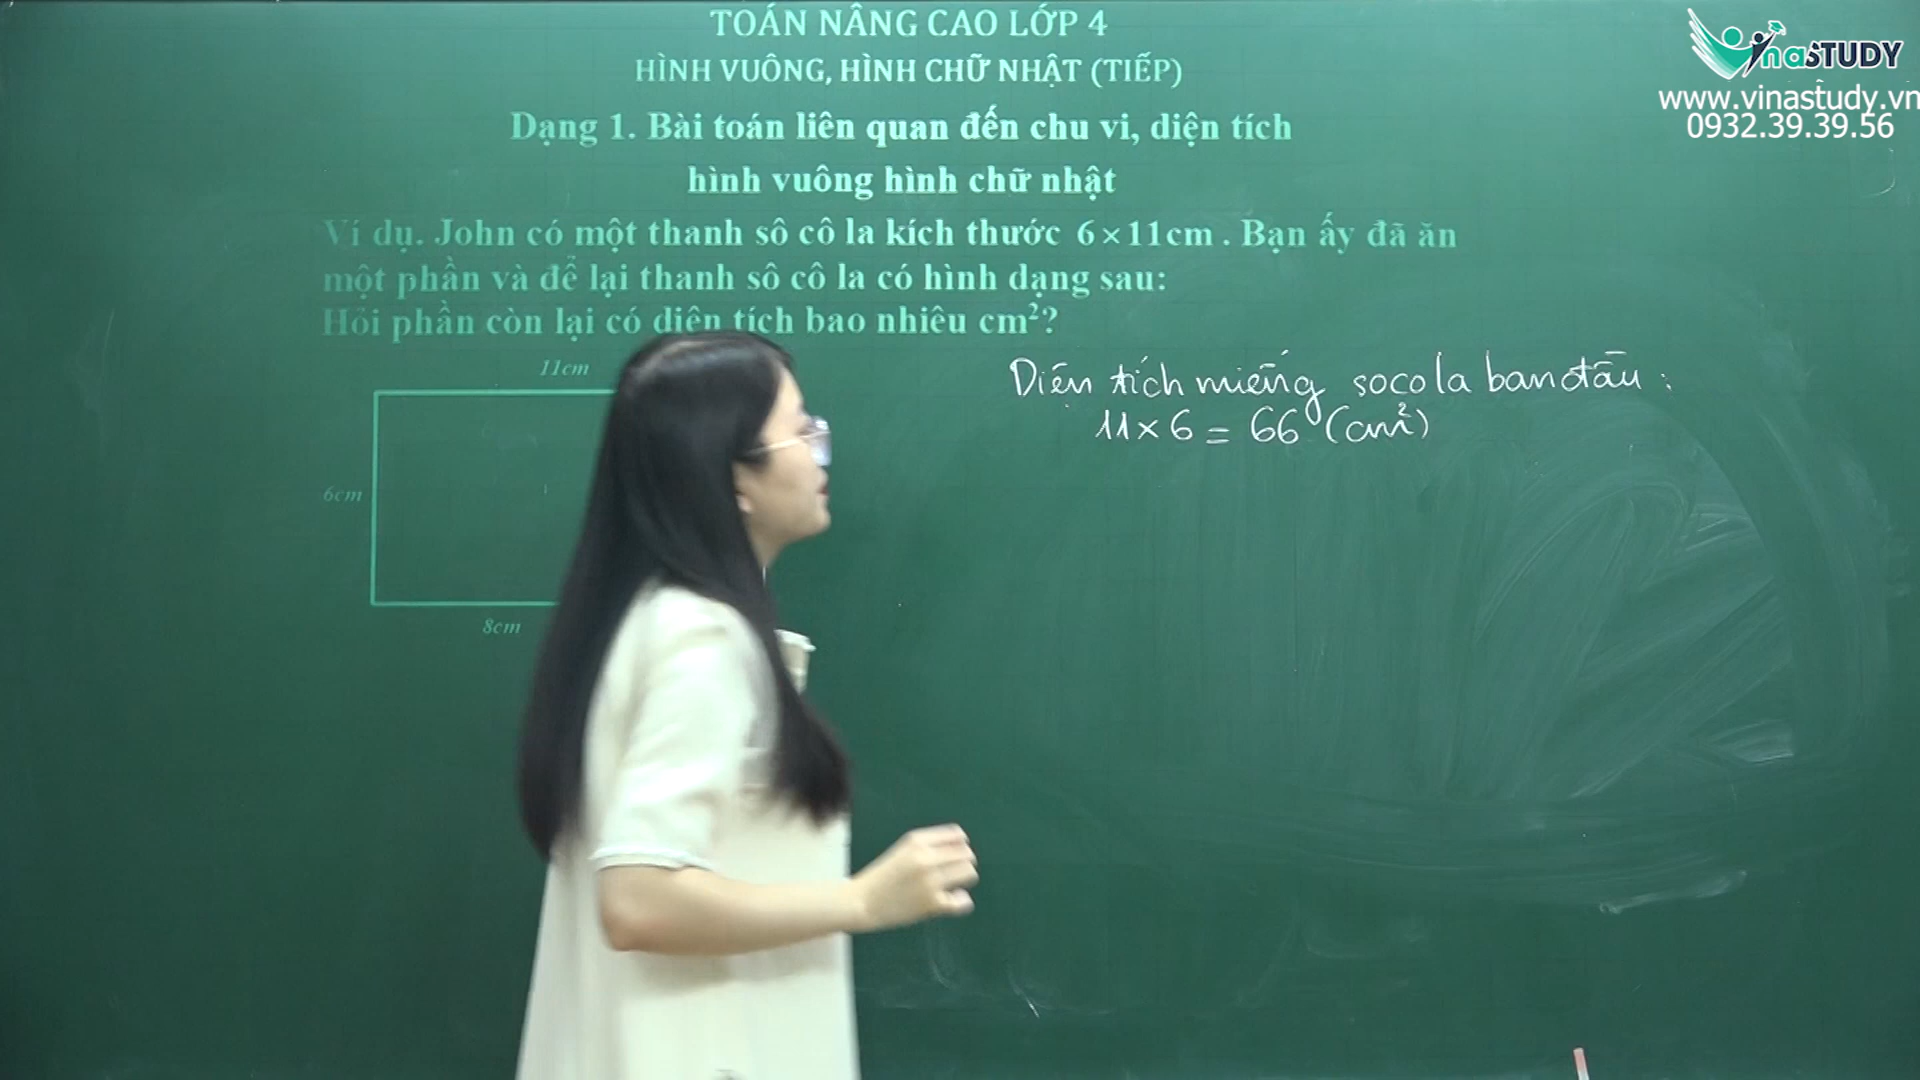 TOÁN NÂNG CAO LỚP 4
HÌNH VUÔNG, HÌNH CHỮ NHẬT (TIẾP)
Dạng 1. Bài toán liên quan đến chu vi, diện tích
hình vuông hình chữ nhật
Ví dụ. John có một thanh sô cô la kích thước 6×11cm. Bạn ấy đã ăn
một phần và để lại thanh sô cô la có hình dạng sau:
Hỏi phần còn lại có diện tích bao nhiêu cm²?
11cm
6cm
8cm
Diện tích miếng socola ban đầu:
11 × 6 = 66 (cm²)
VinaSTUDY
www.vinastudy.vn
0932.39.39.56